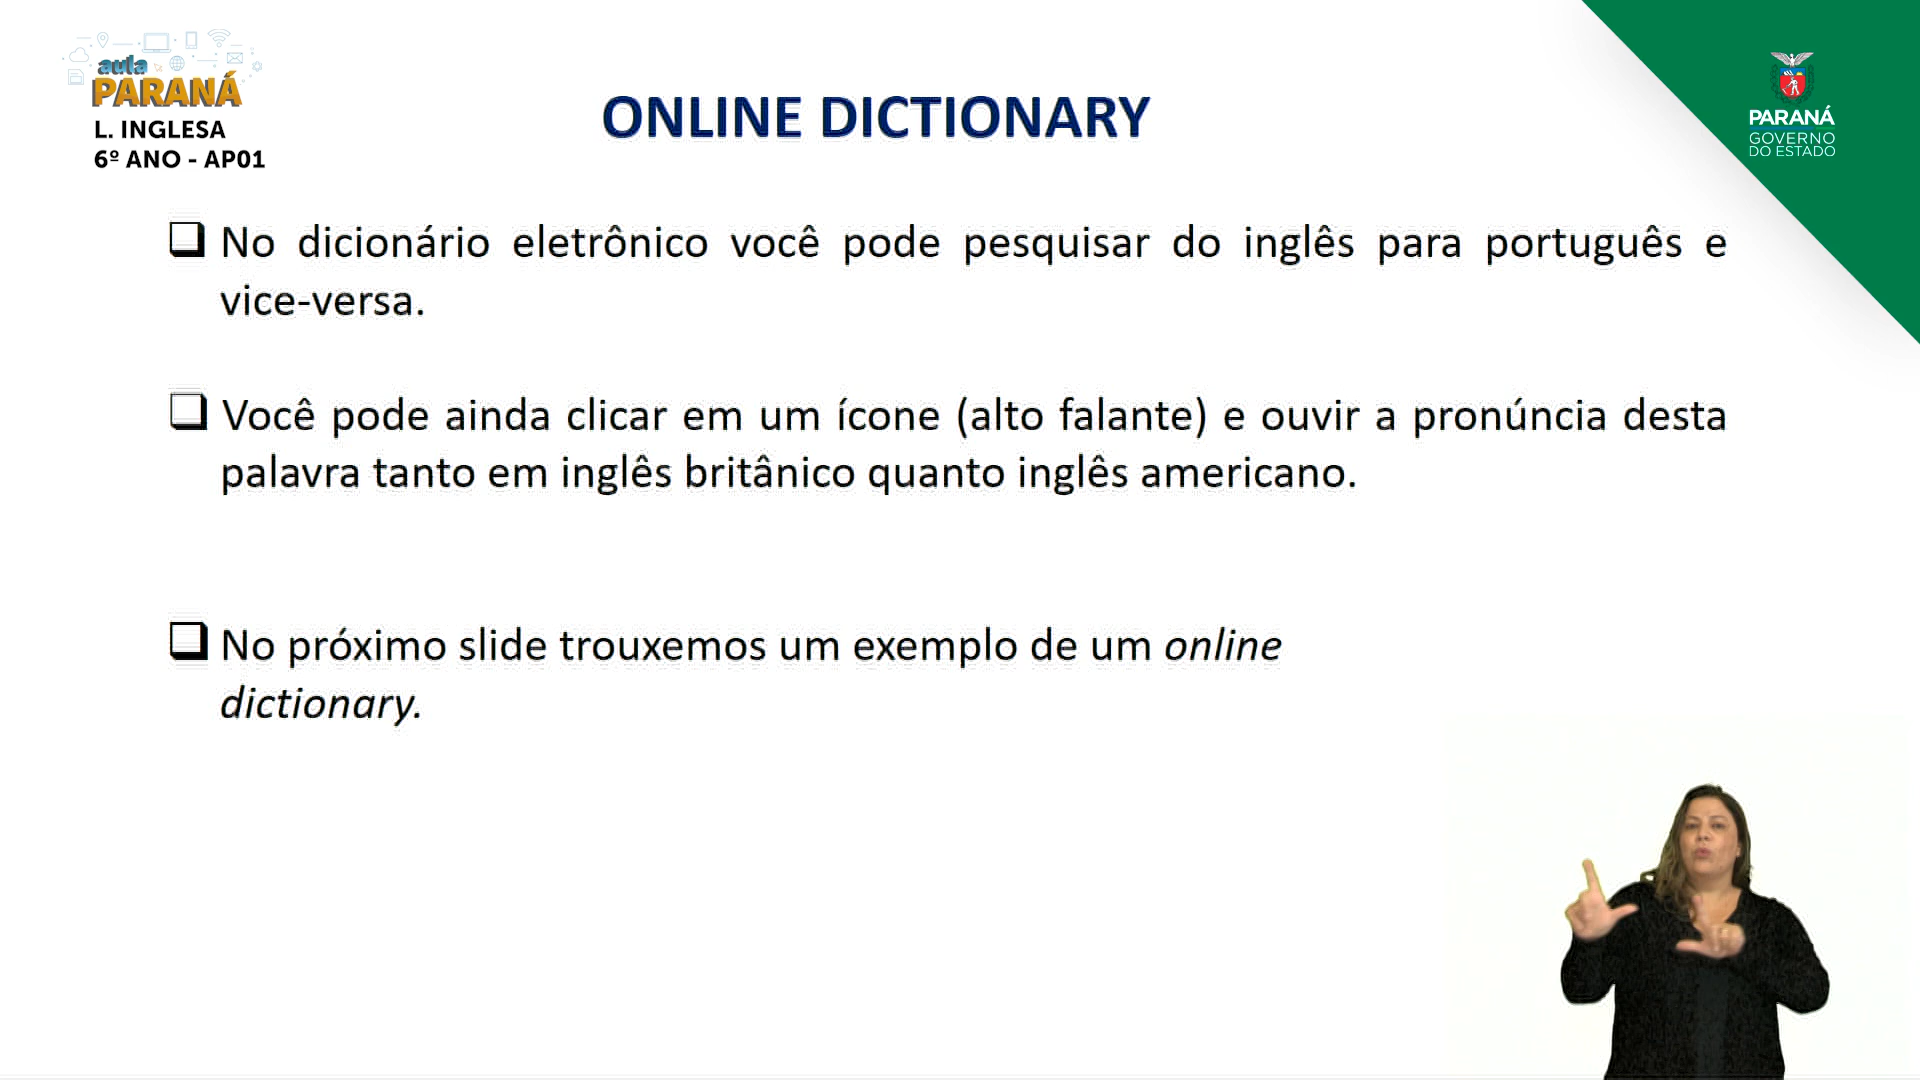 aula
PARANÁ
L. INGLESA
6º ANO - AP01
ONLINE DICTIONARY
PARANÁ
GOVERNO
DO ESTADO
No dicionário eletrônico você pode pesquisar do inglês para português e
vice-versa.
Você pode ainda clicar em um ícone (alto falante) e ouvir a pronúncia desta
palavra tanto em inglês britânico quanto inglês americano.
No próximo slide trouxemos um exemplo de um online
dictionary.